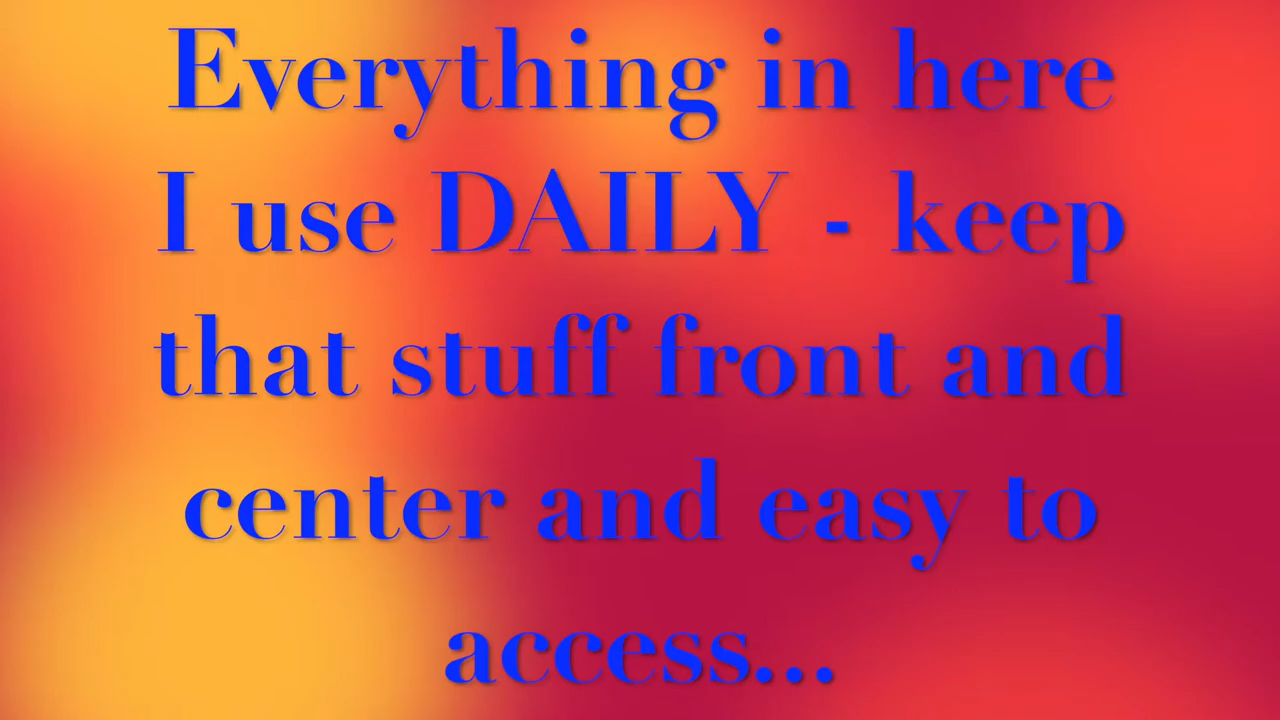 Everything in here
I use DAILY - keep
that stuff front and
center and easy to
access...